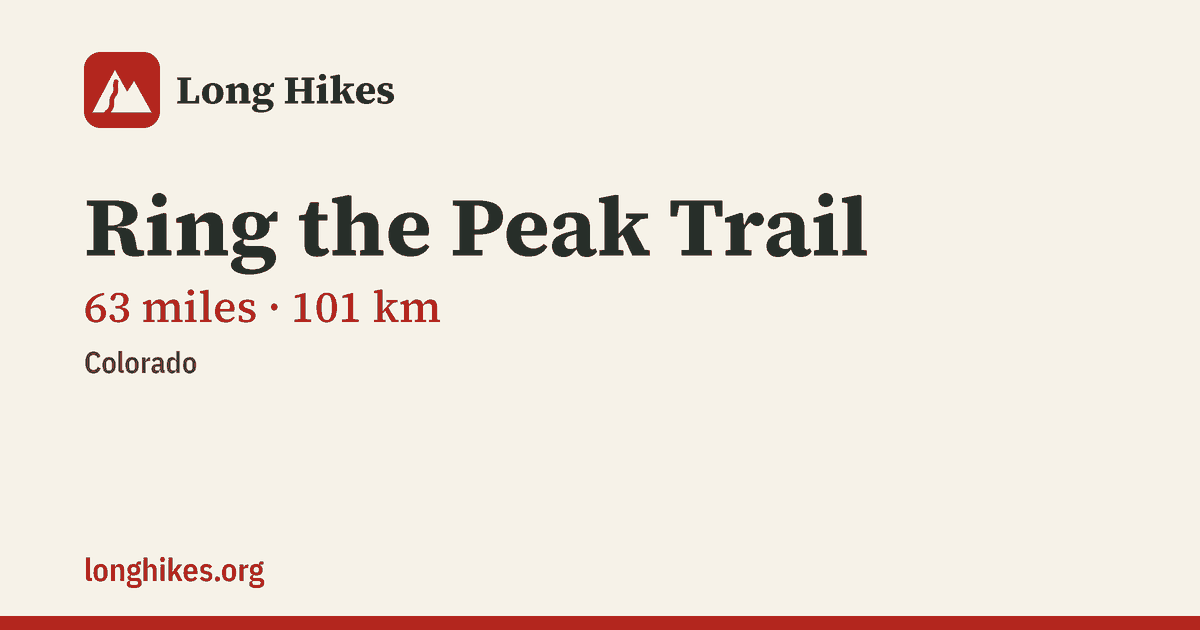 Long Hikes
Ring the Peak Trail
63 miles · 101 km
Colorado
longhikes.org